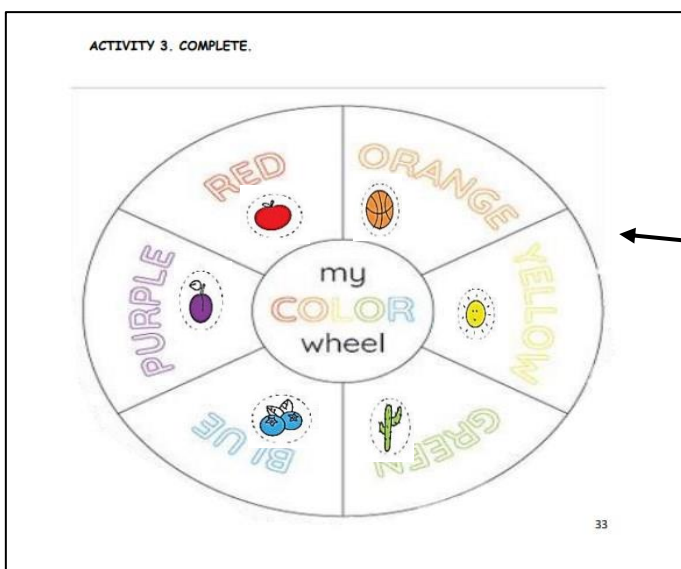 ACTIVITY 3. COMPLETE.
RED
ORANGE
YELLOW
GREEN
BLUE
PURPLE
my
COLOR
wheel
33